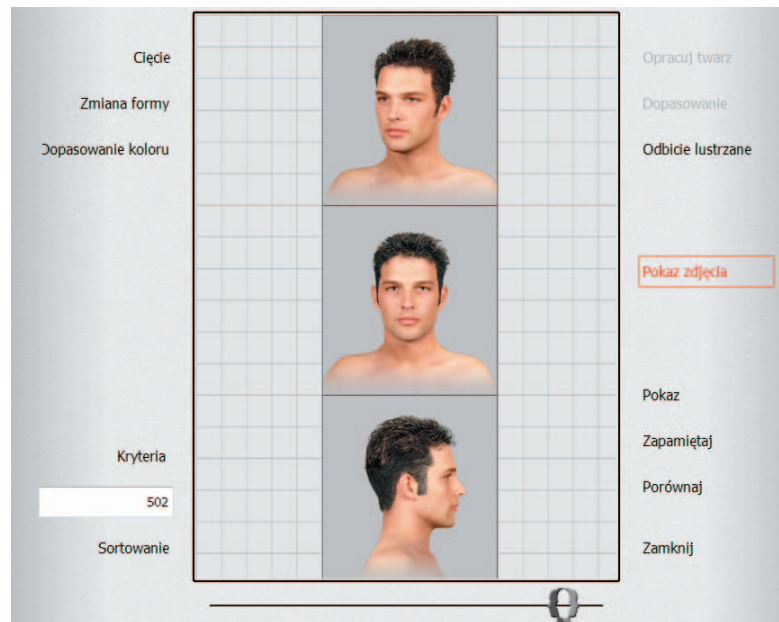 Cięcie
Zmiana formy
Dopasowanie koloru
Kryteria
502
Sortowanie
Opracuj twarz
Dopasowanie
Odbicie lustrzane
Pokaz zdjęcia
Pokaz
Zapamiętaj
Porównaj
Zamknij